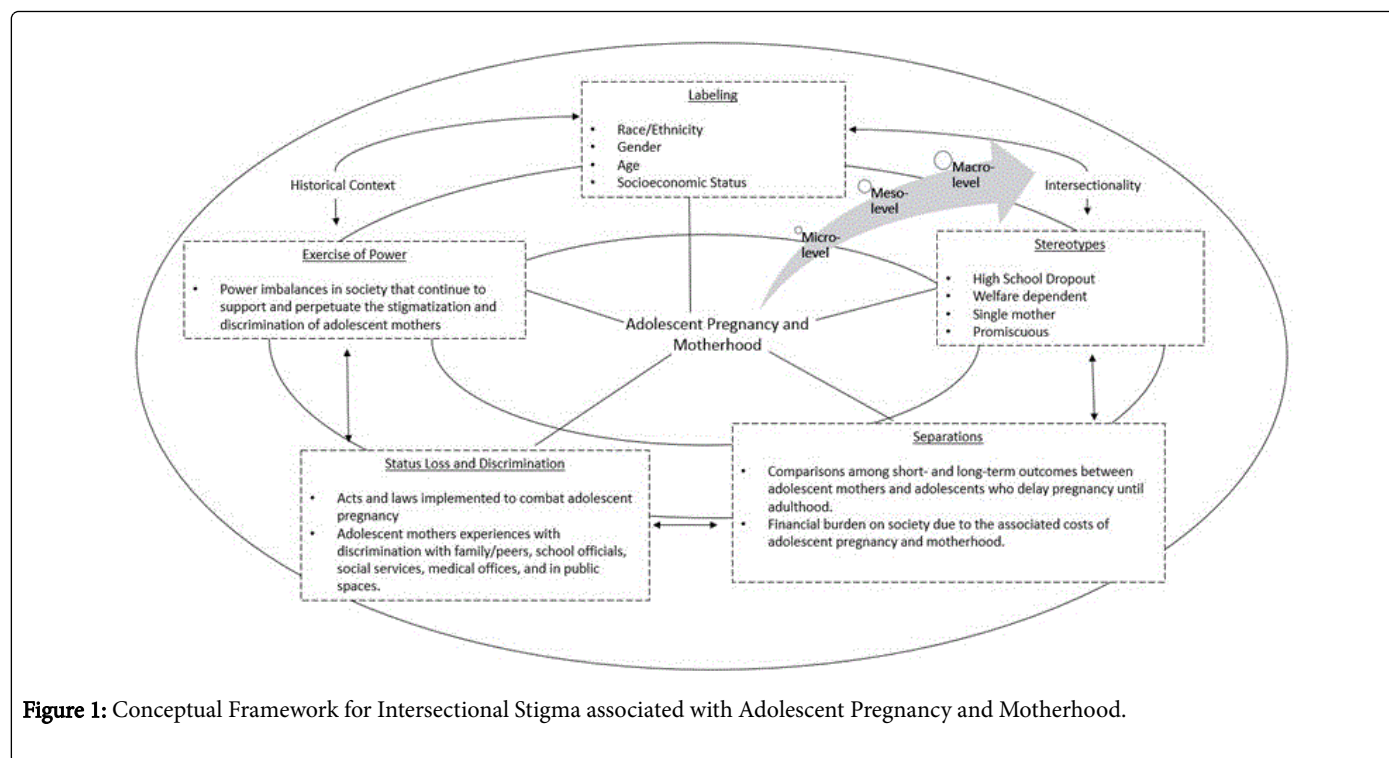 Labeling
• Race/Ethnicity
• Gender
• Age
• Socioeconomic Status
Historical Context
Macro-
level
Meso-
level
Micro-
level
Intersectionality
Exercise of Power
• Power imbalances in society that continue to
support and perpetuate the stigmatization and
discrimination of adolescent mothers
Stereotypes
• High School Dropout
• Welfare dependent
• Single mother
• Promiscuous
Adolescent Pregnancy and
Motherhood
Status Loss and Discrimination
• Acts and laws implemented to combat adolescent
pregnancy
• Adolescent mothers experiences with
discrimination with family/peers, school officials,
social services, medical offices, and in public
spaces.
Separations
• Comparisons among short- and long-term outcomes between
adolescent mothers and adolescents who delay pregnancy until
adulthood.
• Financial burden on society due to the associated costs of
adolescent pregnancy and motherhood.
Figure 1: Conceptual Framework for Intersectional Stigma associated with Adolescent Pregnancy and Motherhood.